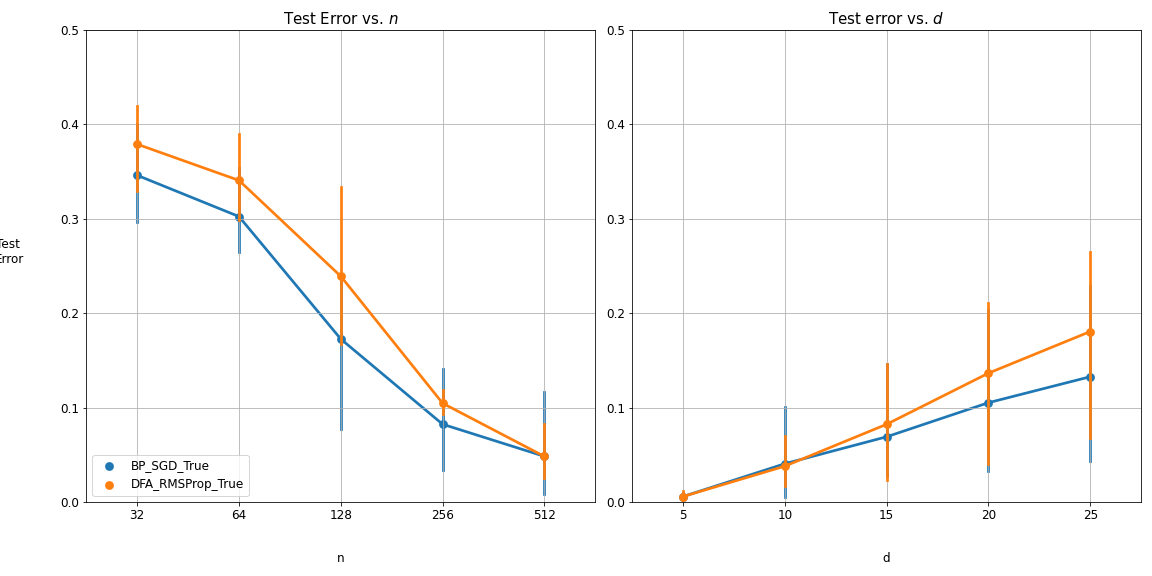 Test Error vs. n
0.5
0.4
0.3
0.2
0.1
0.0
Test
Error
BP_SGD_True
DFA_RMSProp_True
32 64 128 256 512
n
Test error vs. d
0.5
0.4
0.3
0.2
0.1
0.0
5 10 15 20 25
d